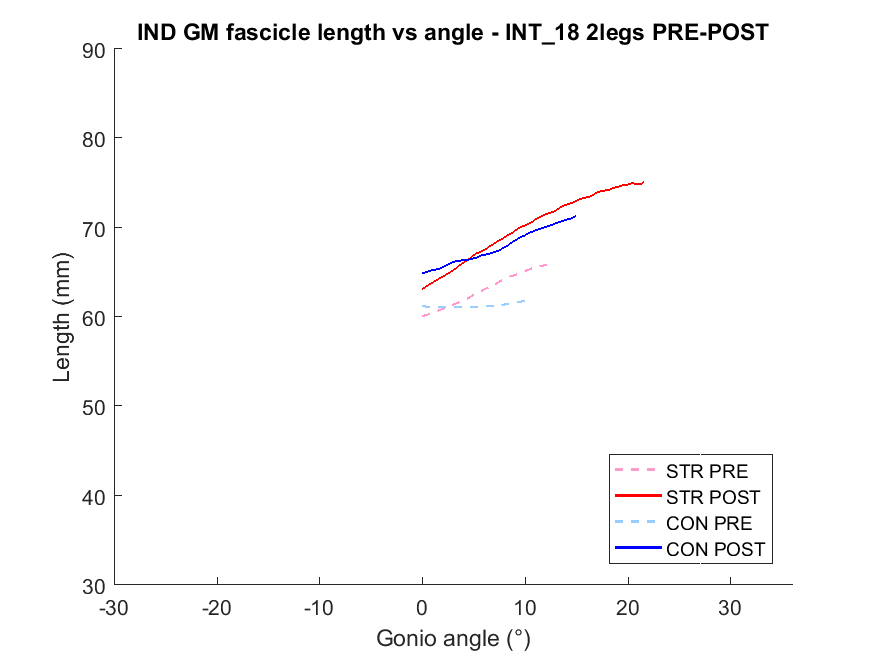 IND GM fascicle length vs angle - INT_18 2legs PRE-POST
90
80
70
60
50
40
30
Length (mm)
-30
-20
-10
0
10
20
30
Gonio angle (°)
STR PRE
STR POST
CON PRE
CON POST